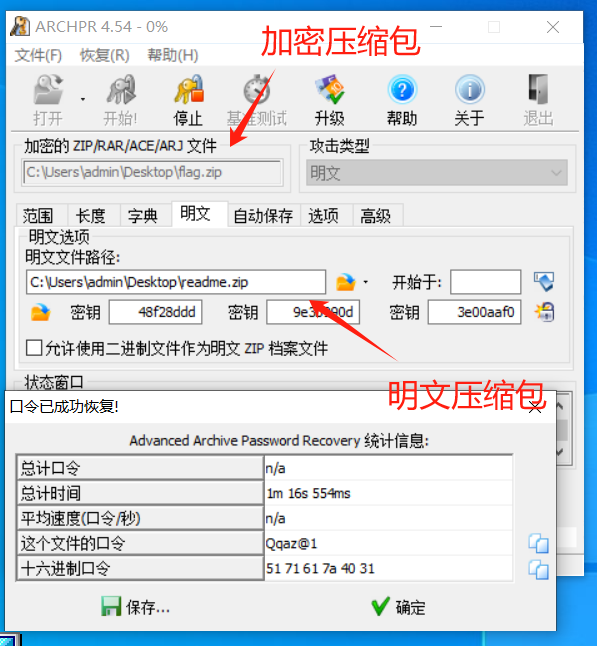 ARCHPR 4.54 - 0%
文件(F) 恢复(R) 帮助(H)
加密压缩包
打开 开始! 停止 基准测试 升级 帮助 关于 退出
加密的 ZIP/RAR/ACE/ARJ 文件
攻击类型
C:\Users\admin\Desktop\flag.zip
明文
范围 长度 字典 明文 自动保存 选项 高级
明文选项
明文文件路径:
C:\Users\admin\Desktop\readme.zip
开始于:
密钥 48f28ddd 密钥 密钥 3e00aaf0
允许使用二进制文件作为明文 ZIP 档案文件
明文压缩包
状态窗口
口令已成功恢复!
Advanced Archive Password Recovery 统计信息:
总计口令 n/a
总计时间 1m 16s 554ms
平均速度(口令/秒) n/a
这个文件的口令 Qqaz@1
十六进制口令 51 71 61 7a 40 31
保存... 确定